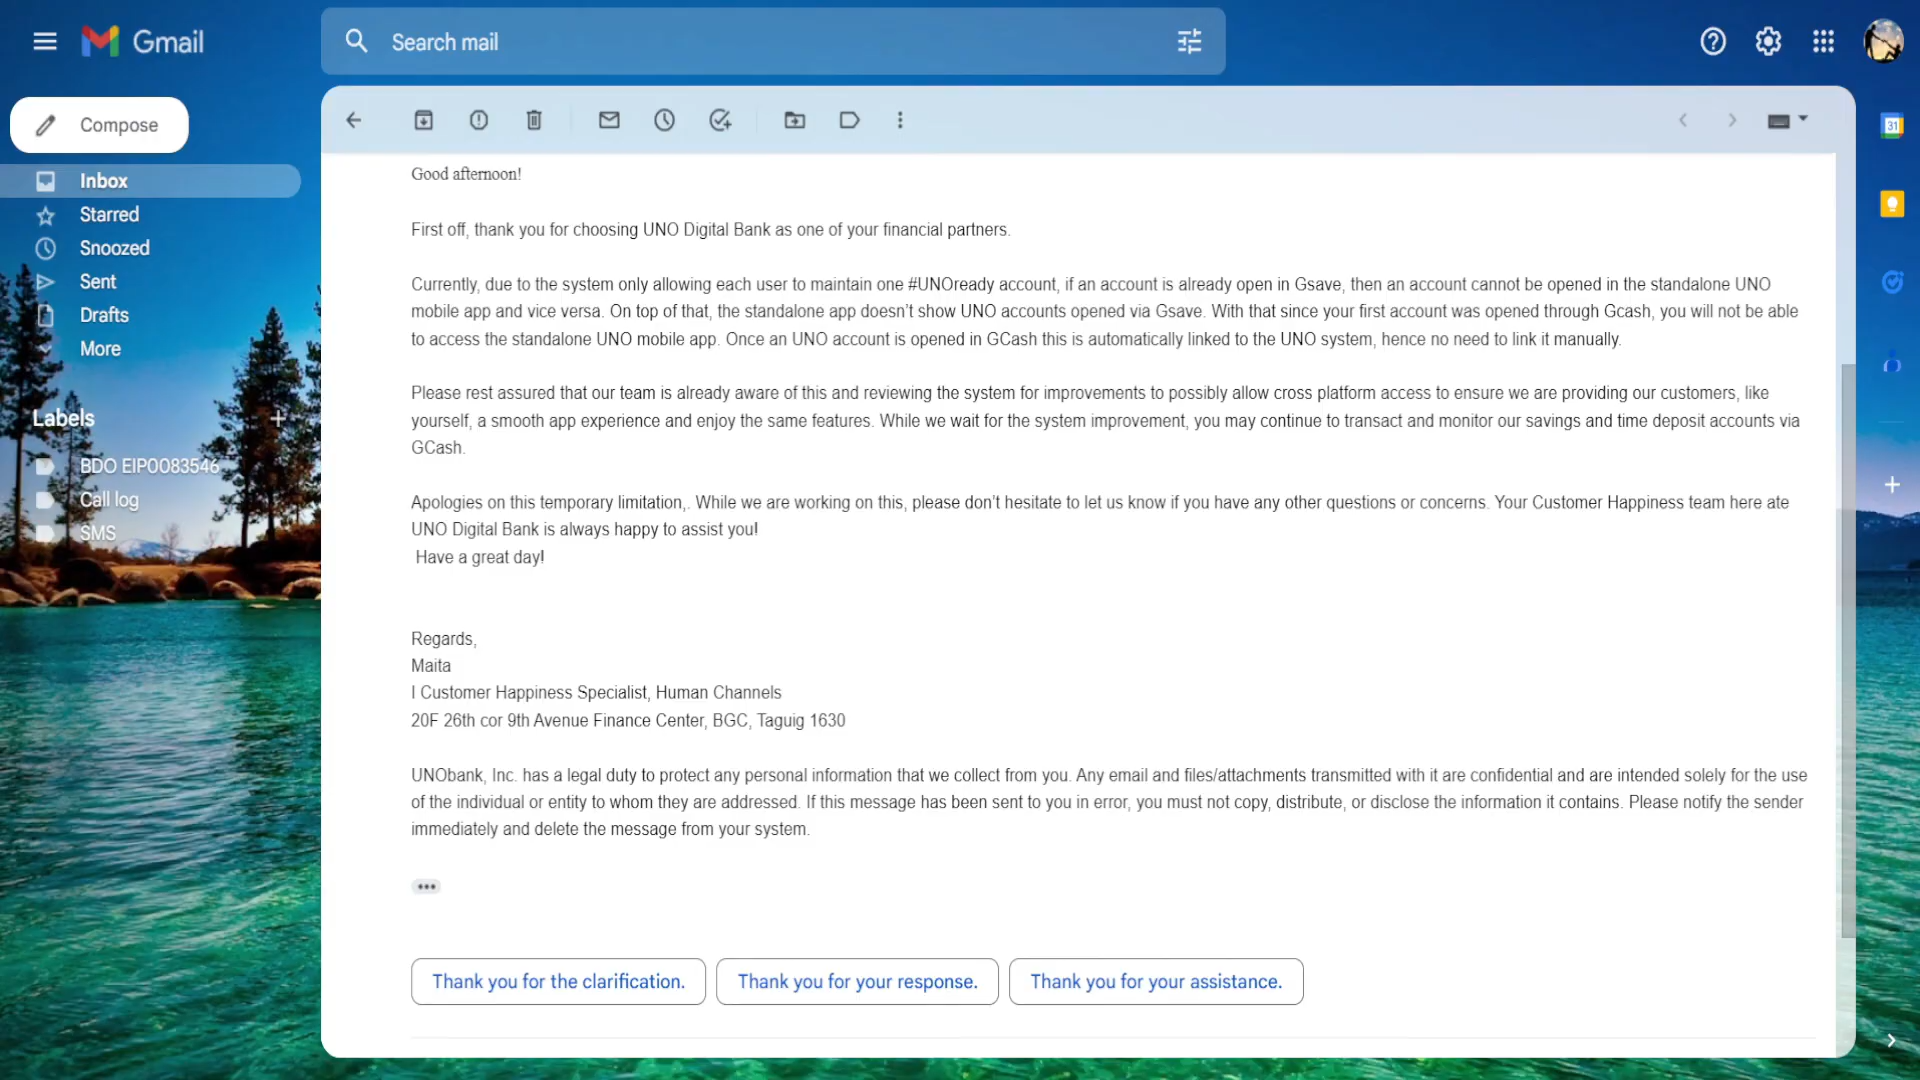 Gmail
Search mail
Compose
Inbox
Starred
Snoozed
Sent
Drafts
More
Labels
BDO EIP0083546
Call log
SMS
31
Good afternoon!
First off, thank you for choosing UNO Digital Bank as one of your financial partners.
Currently, due to the system only allowing each user to maintain one #UNOready account, if an account is already open in Gsave, then an account cannot be opened in the standalone UNO
mobile app and vice versa. On top of that, the standalone app doesn’t show UNO accounts opened via Gsave. With that since your first account was opened through Gcash, you will not be able
to access the standalone UNO mobile app. Once an UNO account is opened in GCash this is automatically linked to the UNO system, hence no need to link it manually.
Please rest assured that our team is already aware of this and reviewing the system for improvements to possibly allow cross platform access to ensure we are providing our customers, like
yourself, a smooth app experience and enjoy the same features. While we wait for the system improvement, you may continue to transact and monitor our savings and time deposit accounts via
GCash.
Apologies on this temporary limitation,. While we are working on this, please don’t hesitate to let us know if you have any other questions or concerns. Your Customer Happiness team here ate
UNO Digital Bank is always happy to assist you!
Have a great day!
Regards,
Maita
I Customer Happiness Specialist, Human Channels
20F 26th cor 9th Avenue Finance Center, BGC, Taguig 1630
UNObank, Inc. has a legal duty to protect any personal information that we collect from you. Any email and files/attachments transmitted with it are confidential and are intended solely for the use
of the individual or entity to whom they are addressed. If this message has been sent to you in error, you must not copy, distribute, or disclose the information it contains. Please notify the sender
immediately and delete the message from your system.
Thank you for the clarification.
Thank you for your response.
Thank you for your assistance.